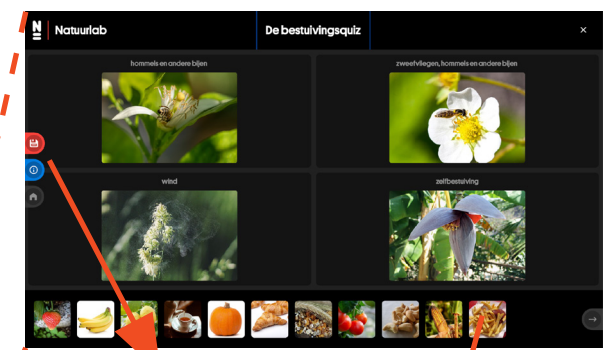 N Natuurlab
De bestuivingsquiz
hommels en andere bijen
zweefvliegen, hommels en andere bijen
wind
zelfbestuiving